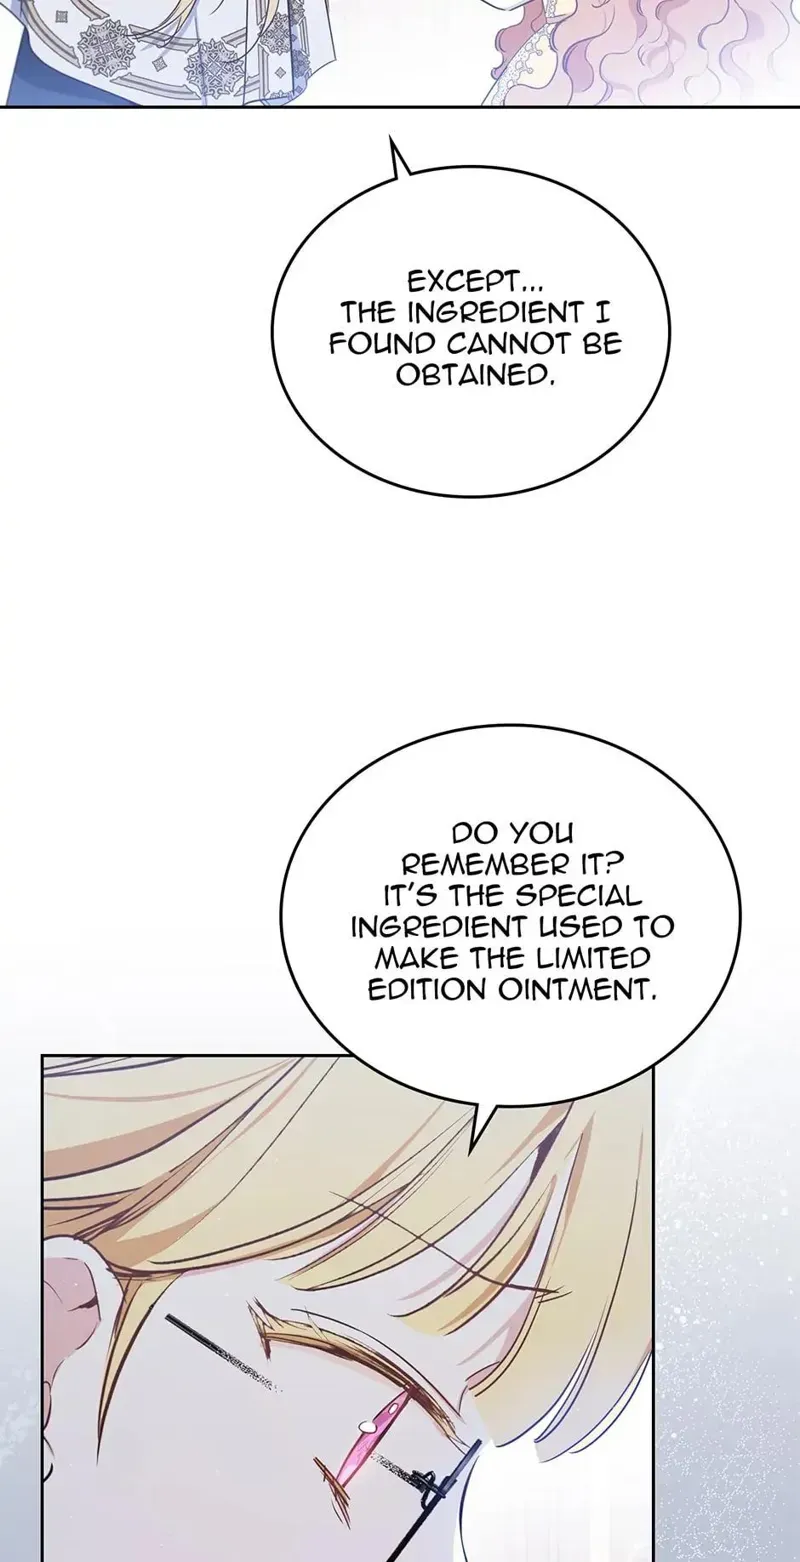 EXCEPT...
THE INGREDIENT I
FOUND CANNOT BE
OBTAINED.
DO YOU
REMEMBER IT?
IT'S THE SPECIAL
INGREDIENT USED TO
MAKE THE LIMITED
EDITION OINTMENT.